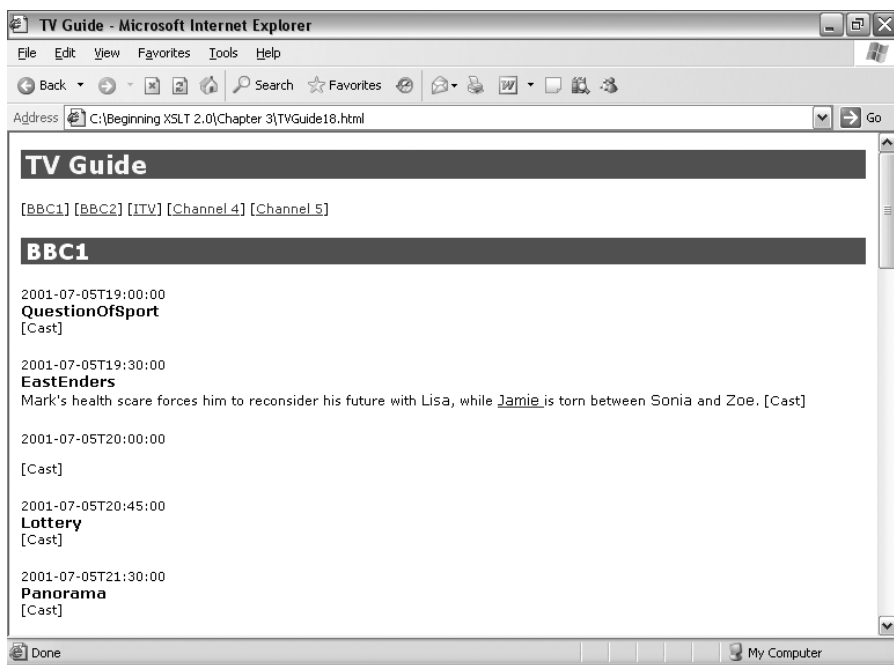 TV Guide - Microsoft Internet Explorer
File Edit View Favorites Tools Help
Back Search Favorites W
Address C:\Beginning XSLT 2.0\Chapter 3\TVGuide18.html Go
TV Guide
[BBC1] [BBC2] [ITV] [Channel 4] [Channel 5]
BBC1
2001-07-05T19:00:00
QuestionOfSport
[Cast]
2001-07-05T19:30:00
EastEnders
Mark's health scare forces him to reconsider his future with Lisa, while Jamie is torn between Sonia and Zoe. [Cast]
2001-07-05T20:00:00
[Cast]
2001-07-05T20:45:00
Lottery
[Cast]
2001-07-05T21:30:00
Panorama
[Cast]
Done My Computer